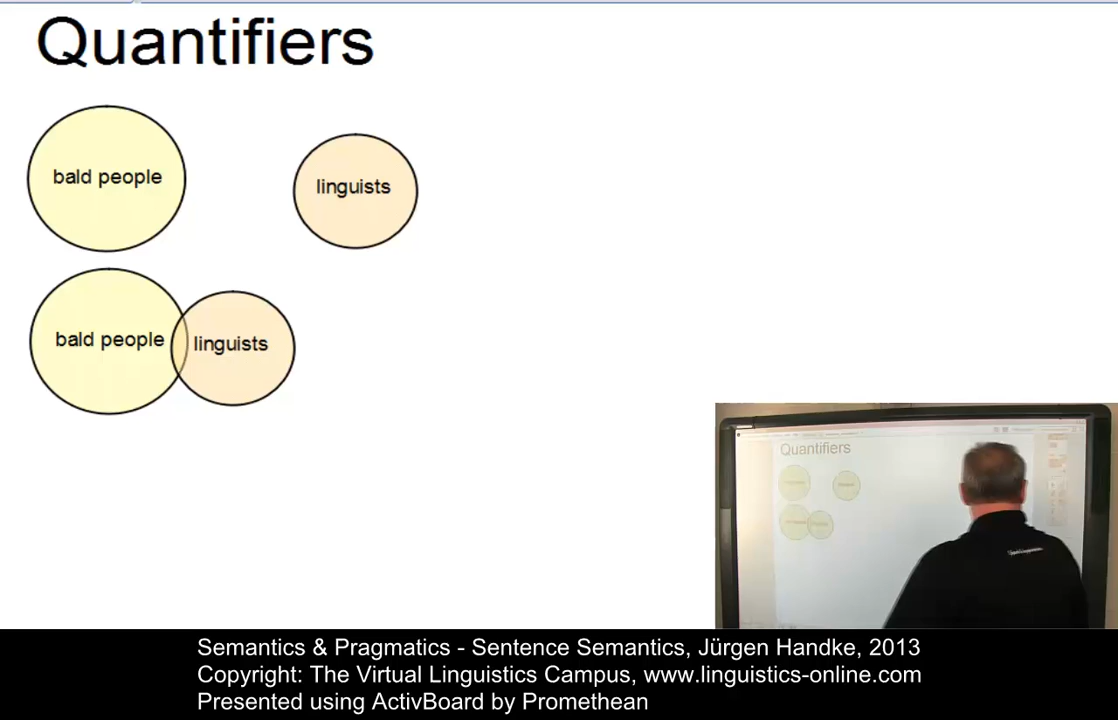 Quantifiers
bald people
linguists
bald people
linguists
Quantifiers
Semantics & Pragmatics - Sentence Semantics, Jürgen Handke, 2013
Copyright: The Virtual Linguistics Campus, www.linguistics-online.com
Presented using ActivBoard by Promethean